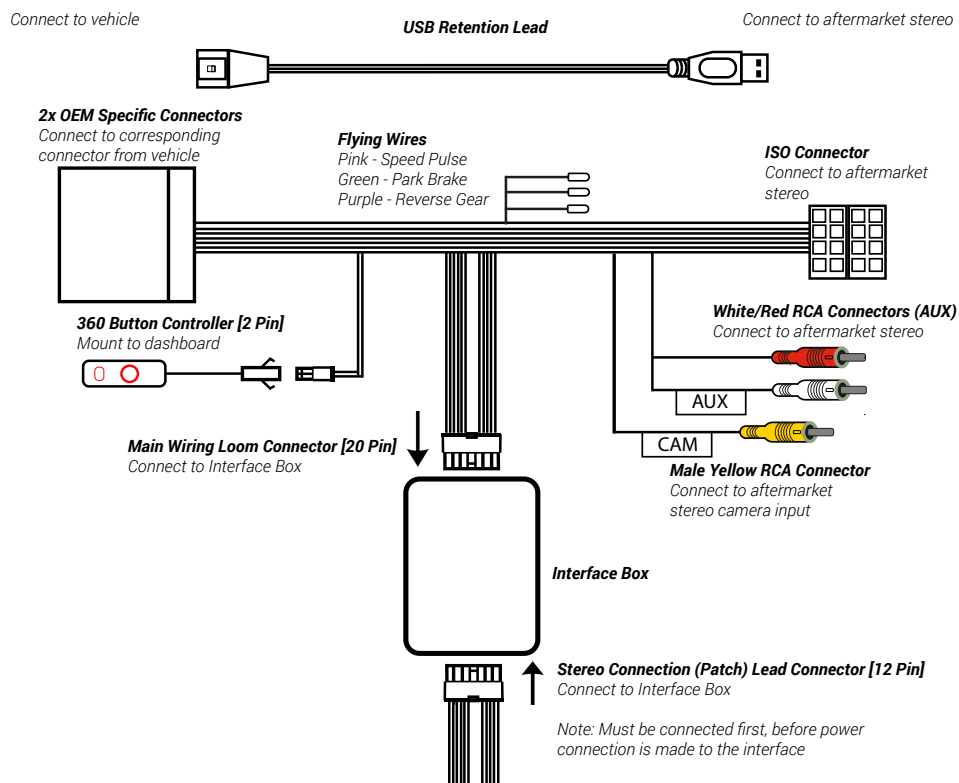 Connect to vehicle
USB Retention Lead
Connect to aftermarket stereo
2x OEM Specific Connectors
Connect to corresponding
connector from vehicle
Flying Wires
Pink - Speed Pulse
Green - Park Brake
Purple - Reverse Gear
ISO Connector
Connect to aftermarket
stereo
360 Button Controller [2 Pin]
Mount to dashboard
White/Red RCA Connectors (AUX)
Connect to aftermarket stereo
AUX
CAM
Main Wiring Loom Connector [20 Pin]
Connect to Interface Box
Male Yellow RCA Connector
Connect to aftermarket
stereo camera input
Interface Box
Stereo Connection (Patch) Lead Connector [12 Pin]
Connect to Interface Box
Note: Must be connected first, before power
connection is made to the interface